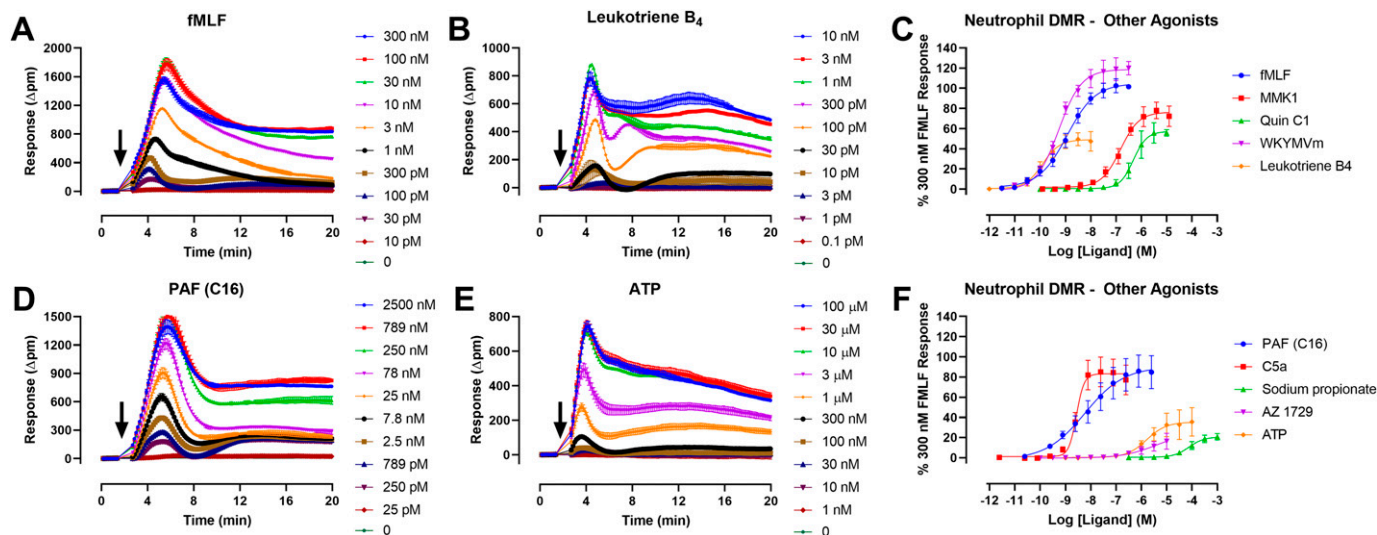 A
fMLF
Response (Δpm)
2000
1600
1200
800
400
0
0
4
8
12
16
20
Time (min)
300 nM
100 nM
30 nM
10 nM
3 nM
1 nM
300 pM
100 pM
30 pM
10 pM
0
B
Leukotriene B4
Response (Δpm)
1000
800
600
400
200
0
0
4
8
12
16
20
Time (min)
10 nM
3 nM
1 nM
300 pM
100 pM
30 pM
10 pM
3 pM
1 pM
0.1 pM
0
C
Neutrophil DMR - Other Agonists
% 300 nM FMLF Response
140
120
100
80
60
40
20
0
-12
-11
-10
-9
-8
-7
-6
-5
-4
-3
Log [Ligand] (M)
fMLF
MMK1
Quin C1
WKYMVm
Leukotriene B4
D
PAF (C16)
Response (Δpm)
1500
1200
900
600
300
0
0
4
8
12
16
20
Time (min)
2500 nM
789 nM
250 nM
78 nM
25 nM
7.8 nM
2.5 nM
789 pM
250 pM
25 pM
0
E
ATP
Response (Δpm)
1000
800
600
400
200
0
0
4
8
12
16
20
Time (min)
100 μM
30 μM
10 μM
3 μM
1 μM
300 nM
100 nM
30 nM
10 nM
1 nM
0
F
Neutrophil DMR - Other Agonists
% 300 nM FMLF Response
140
120
100
80
60
40
20
0
-12
-11
-10
-9
-8
-7
-6
-5
-4
-3
Log [Ligand] (M)
PAF (C16)
C5a
Sodium propionate
AZ 1729
ATP